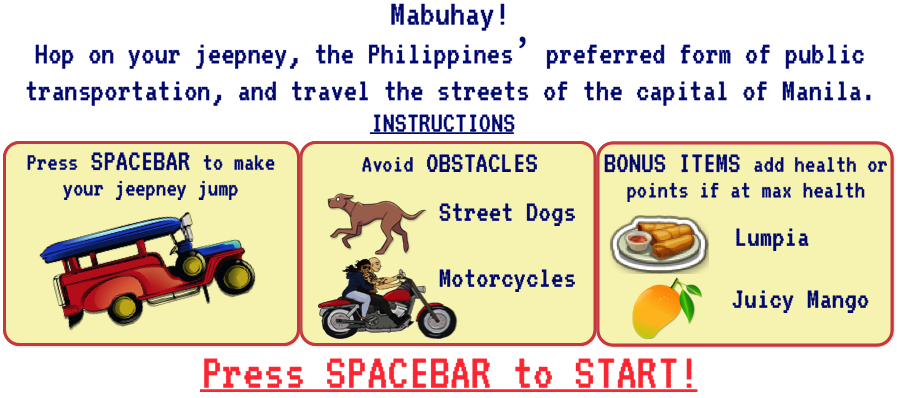 Mabuhay!
Hop on your jeepney, the Philippines’ preferred form of public
transportation, and travel the streets of the capital of Manila.
INSTRUCTIONS
Press SPACEBAR to make
your jeepney jump
Avoid OBSTACLES
Street Dogs
Motorcycles
BONUS ITEMS add health or
points if at max health
Lumpia
Juicy Mango
Press SPACEBAR to START!